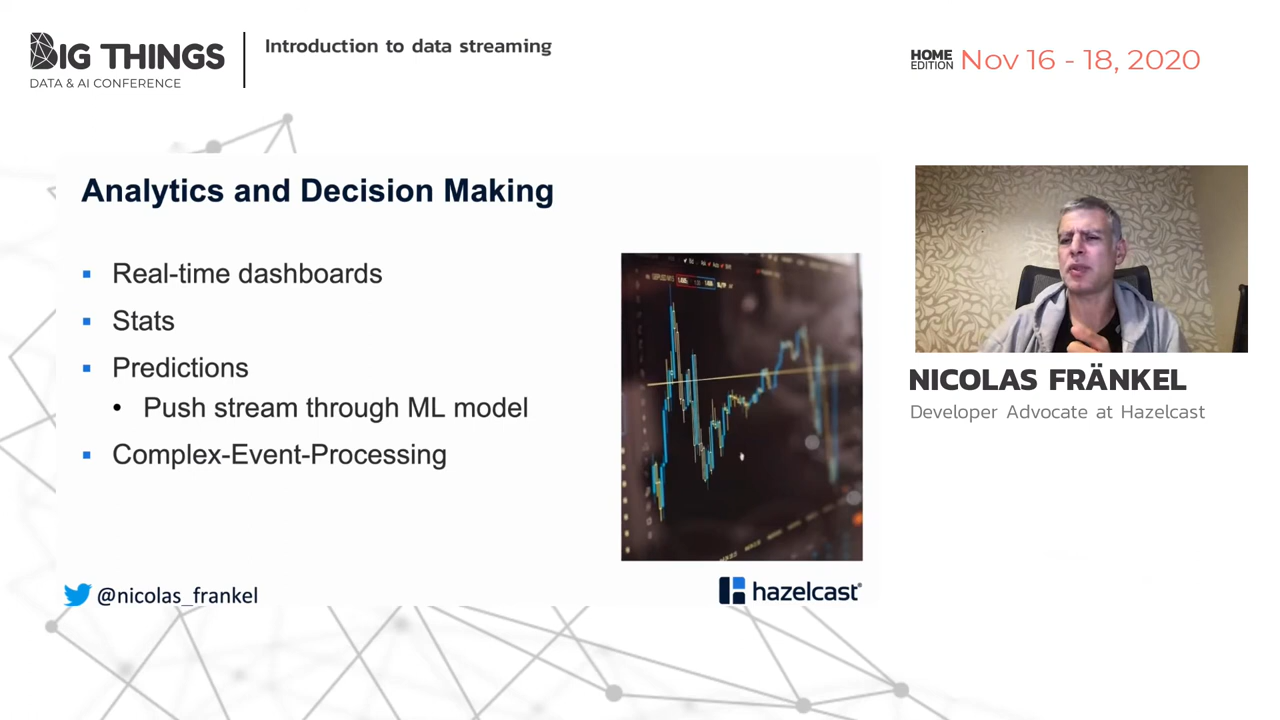 BIG THINGS
DATA & AI CONFERENCE
Introduction to data streaming
HOME
EDITION
Nov 16 - 18, 2020
Analytics and Decision Making
Real-time dashboards
Stats
Predictions
Push stream through ML model
Complex-Event-Processing
@nicolas_frankel
hazelcast
NICOLAS FRÄNKEL
Developer Advocate at Hazelcast